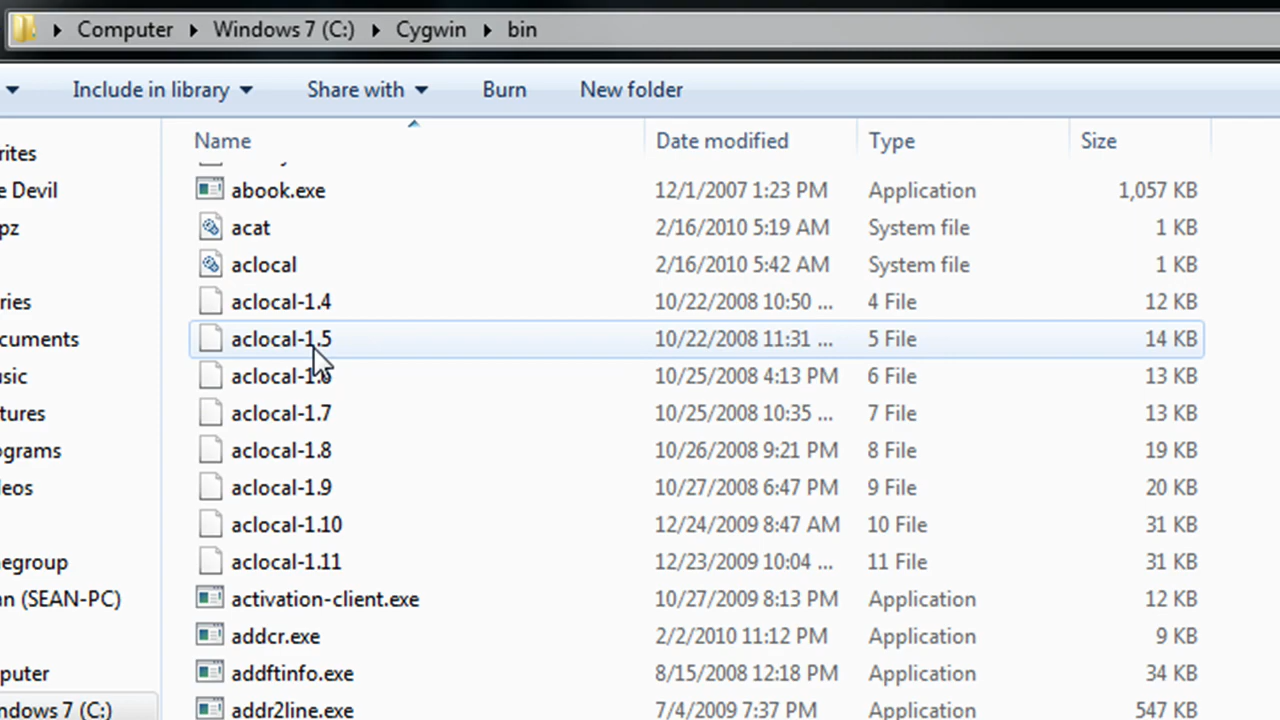 Computer Windows 7 (C:) Cygwin bin
Include in library Share with Burn New folder
Name Date modified Type Size
rites
abook.exe 12/1/2007 1:23 PM Application 1,057 KB
e Devil
acat 2/16/2010 5:19 AM System file 1 KB
pz
aclocal 2/16/2010 5:42 AM System file 1 KB
ries aclocal-1.4 10/22/2008 10:50 ... 4 File 12 KB
cuments aclocal-1.5 10/22/2008 11:31 ... 5 File 14 KB
sic aclocal-1.6 10/25/2008 4:13 PM 6 File 13 KB
tures aclocal-1.7 10/25/2008 10:35 ... 7 File 13 KB
ograms aclocal-1.8 10/26/2008 9:21 PM 8 File 19 KB
eos aclocal-1.9 10/27/2008 6:47 PM 9 File 20 KB
aclocal-1.10 12/24/2009 8:47 AM 10 File 31 KB
negroup aclocal-1.11 12/23/2009 10:04 ... 11 File 31 KB
an (SEAN-PC) activation-client.exe 10/27/2009 8:13 PM Application 12 KB
addcr.exe 2/2/2010 11:12 PM Application 9 KB
puter addftinfo.exe 8/15/2008 12:18 PM Application 34 KB
ndows 7 (C:) addr2line.exe 7/4/2009 7:37 PM Application 547 KB